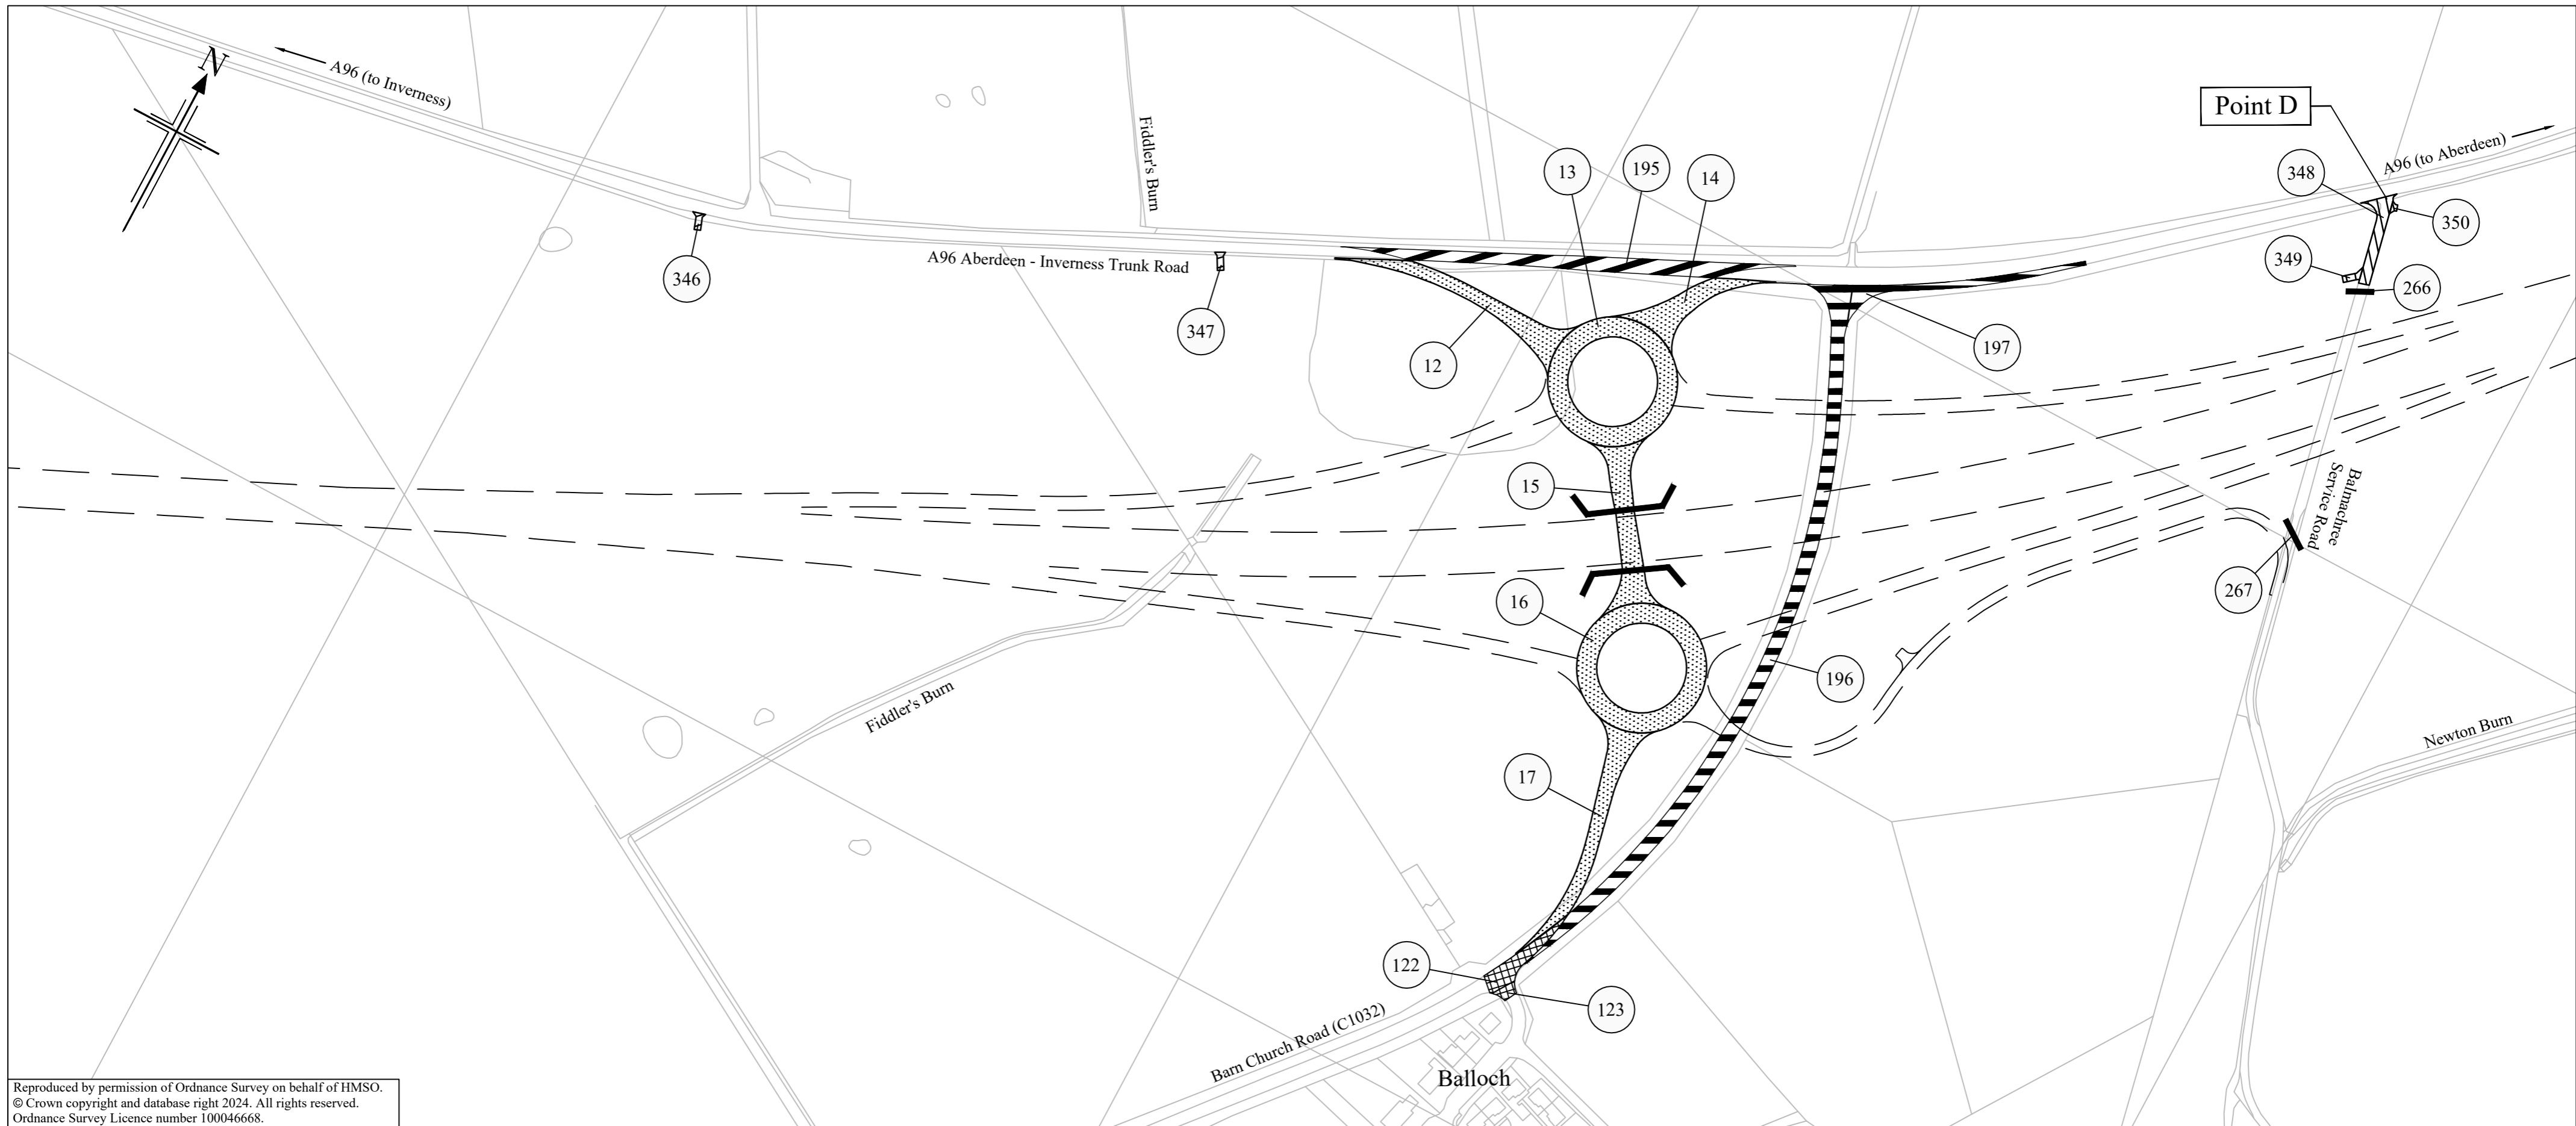 N
A96 (to Inverness)
Fiddler's Burn
Point D
A96 (to Aberdeen)
13
195
14
348
350
346
A96 Aberdeen - Inverness Trunk Road
347
349
266
12
197
15
Balmachree
Service Road
16
267
196
Fiddler's Burn
Newton Burn
17
122
123
Barn Church Road (C1032)
Balloch
Reproduced by permission of Ordnance Survey on behalf of HMSO.
© Crown copyright and database right 2024. All rights reserved.
Ordnance Survey Licence number 100046668.